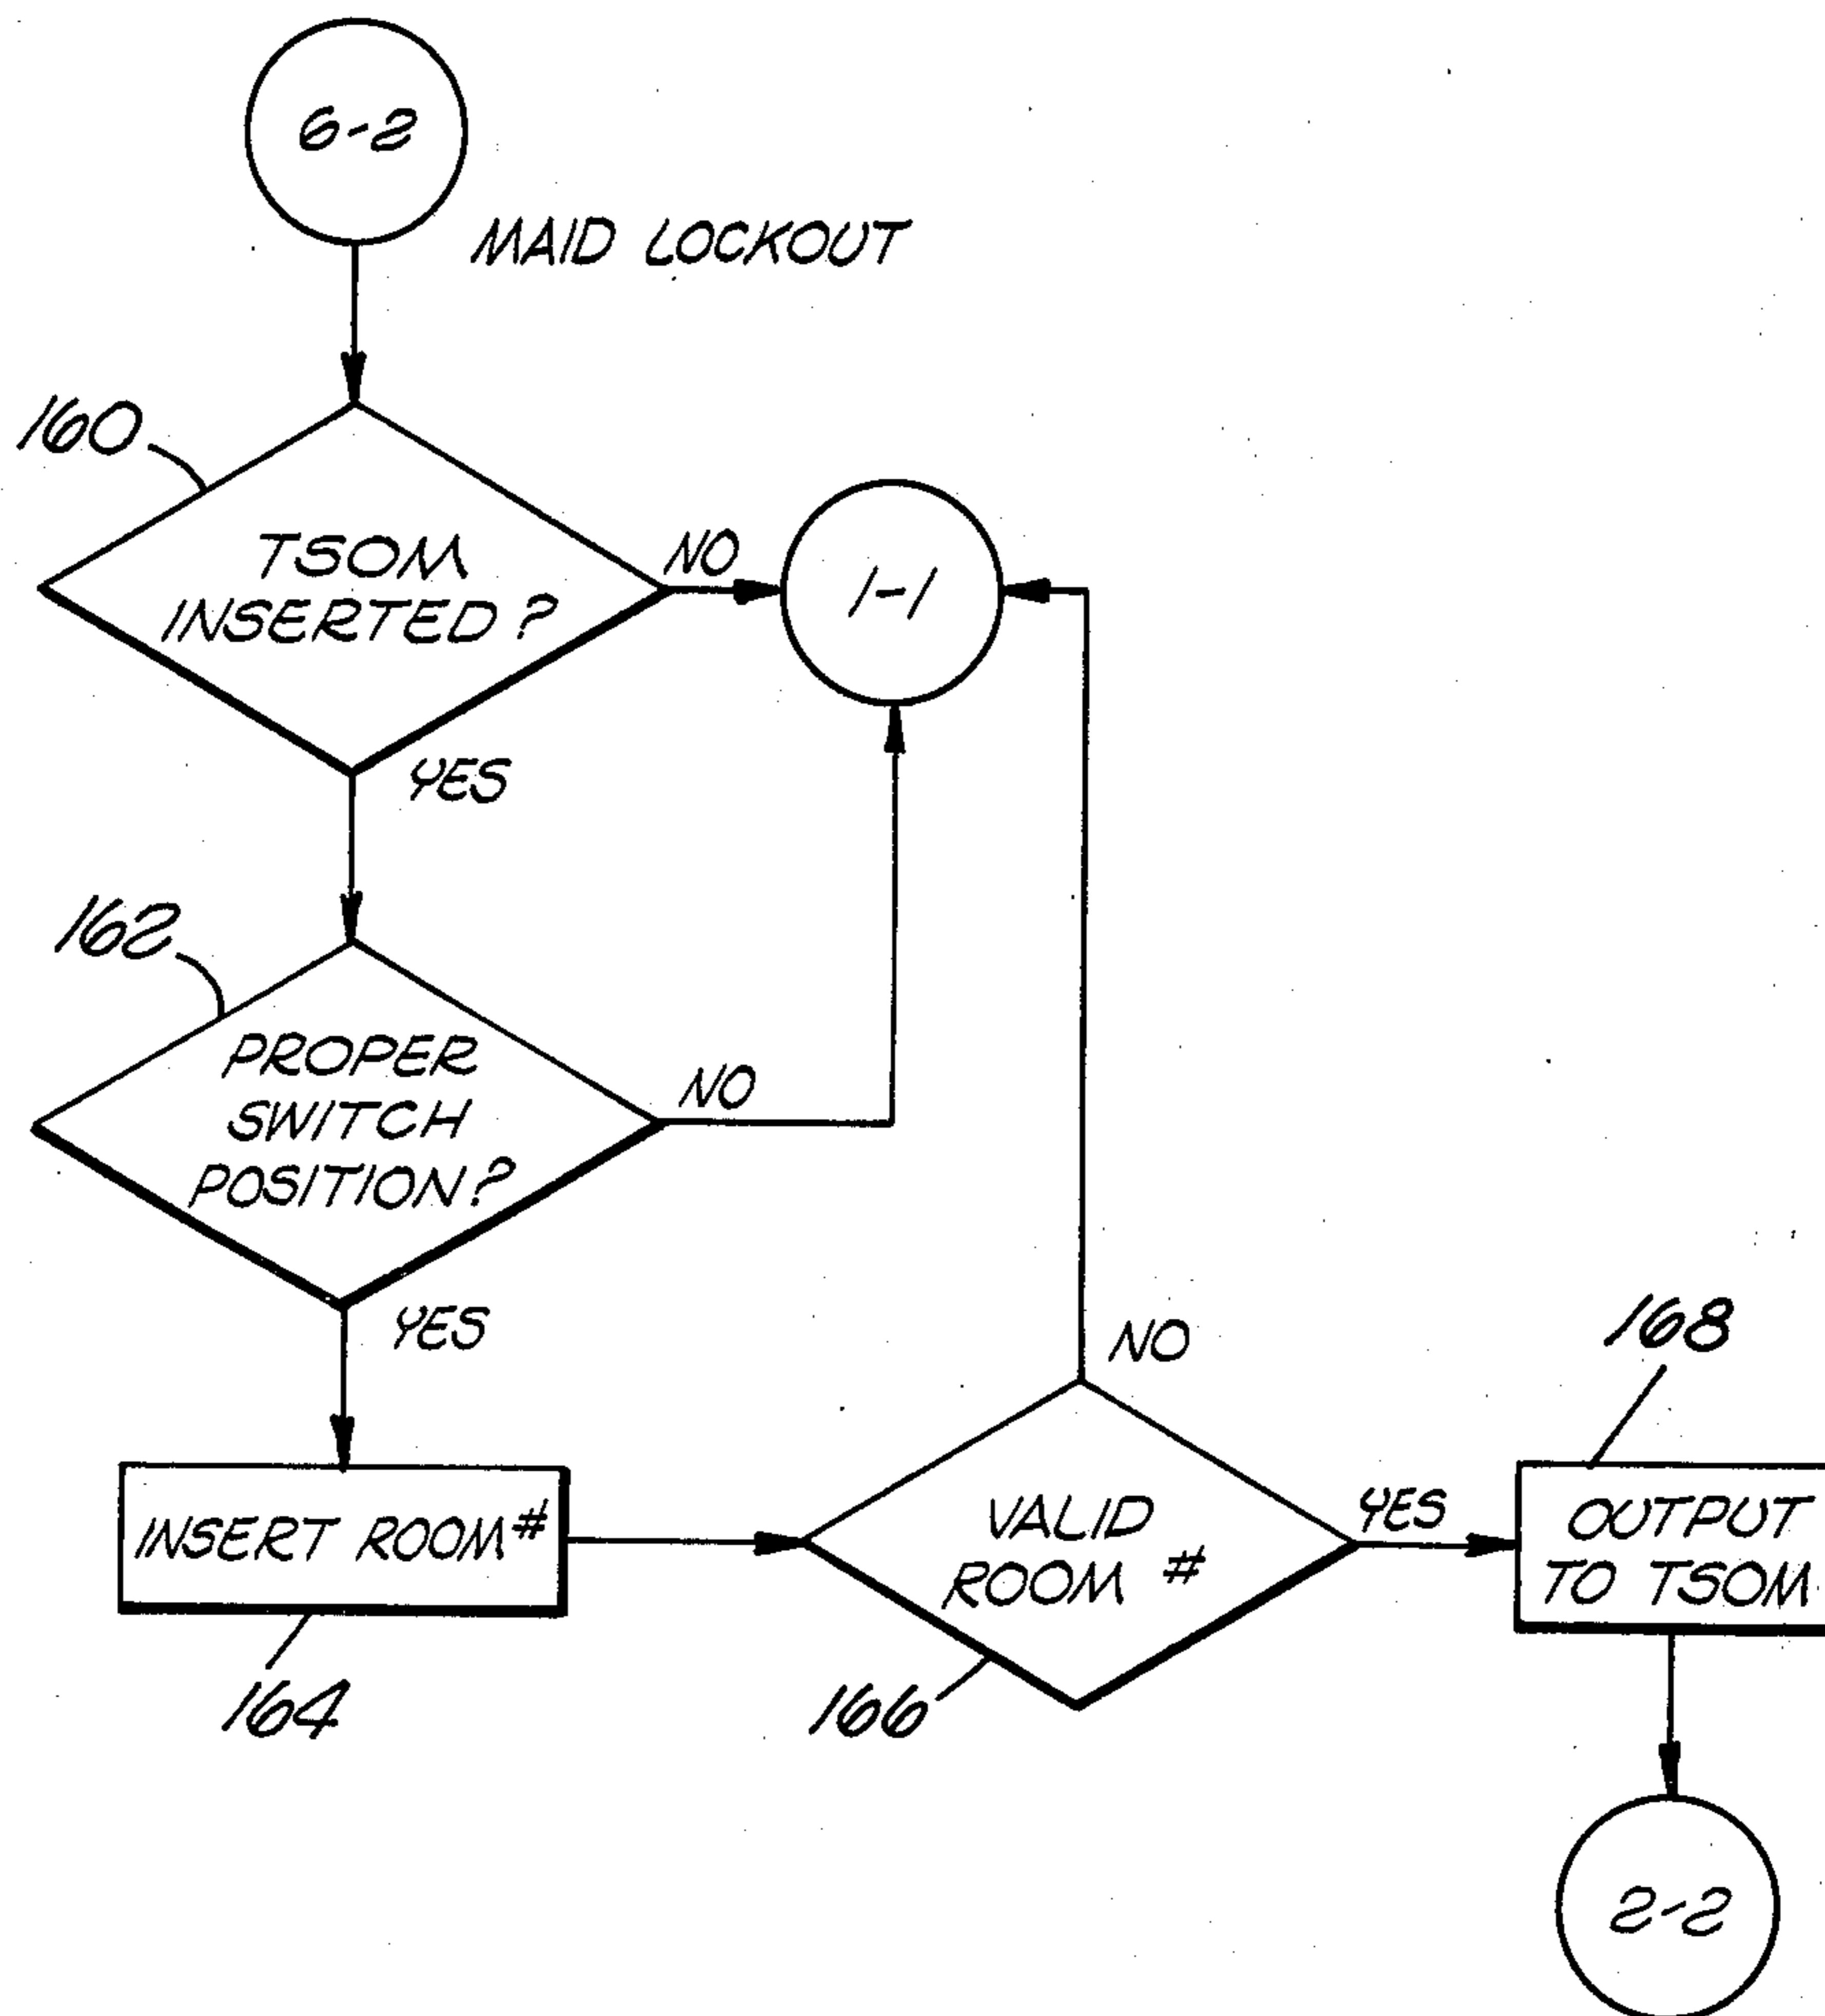 6-2
MAID LOCKOUT
160
TSOM
INSERTED?
NO
1-1
YES
162
PROPER
SWITCH
POSITION?
NO
YES
INSERT ROOM#
164
VALID
ROOM #
NO
YES
166
168
OUTPUT
TO TSOM
2-2